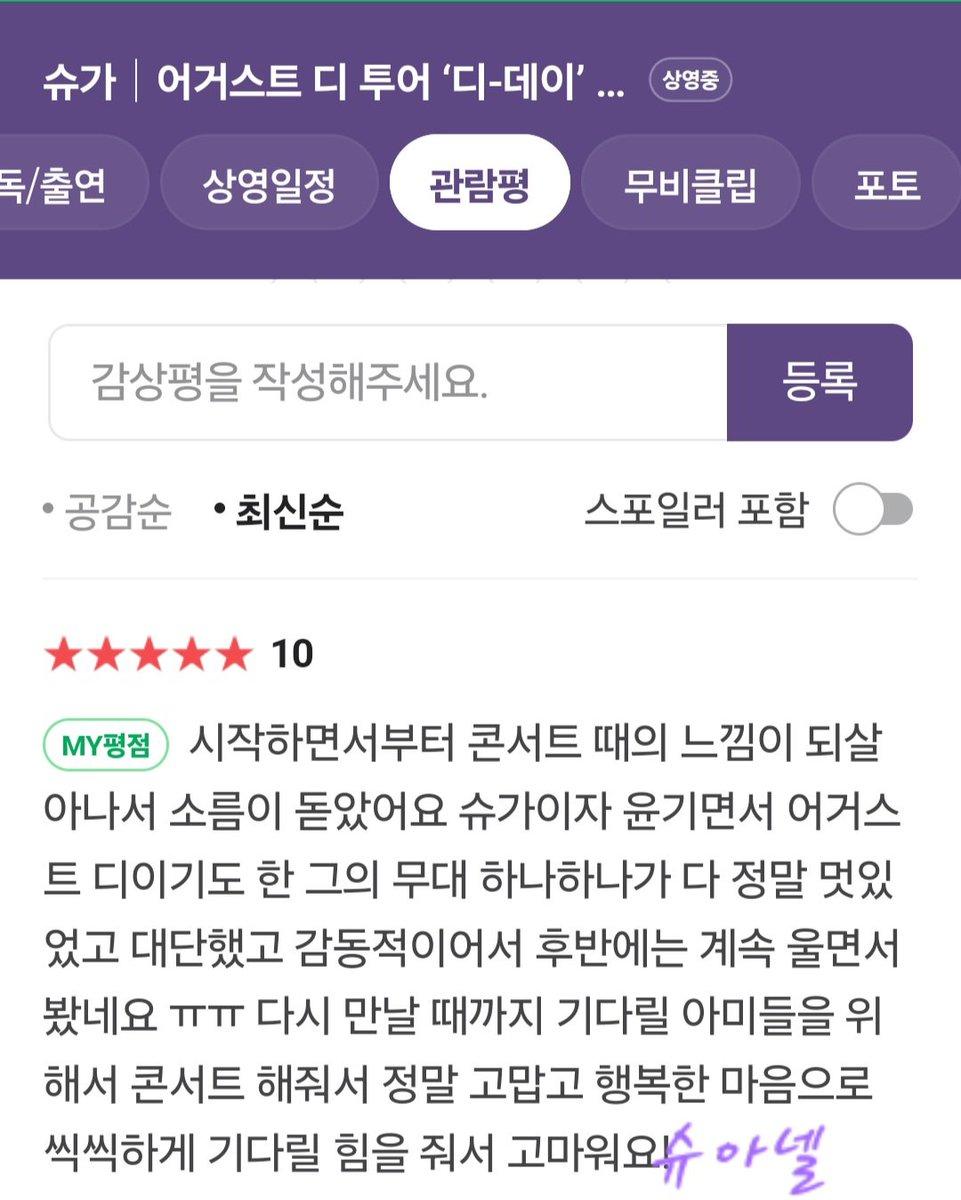 슈가 | 어거스트 디 투어 ‘디-데이’ ... 상영중
독/출연 상영일정 관람평 무비클립 포토
감상평을 작성해주세요. 등록
• 공감순 • 최신순 스포일러 포함
★★★★★ 10
MY평점 시작하면서부터 콘서트 때의 느낌이 되살
아나서 소름이 돋았어요 슈가이자 윤기면서 어거스
트 디이기도 한 그의 무대 하나하나가 다 정말 멋있
었고 대단했고 감동적이어서 후반에는 계속 울면서
봤네요 ㅠㅠ 다시 만날 때까지 기다릴 아미들을 위
해서 콘서트 해줘서 정말 고맙고 행복한 마음으로
씩씩하게 기다릴 힘을 줘서 고마워요! 슈아넬